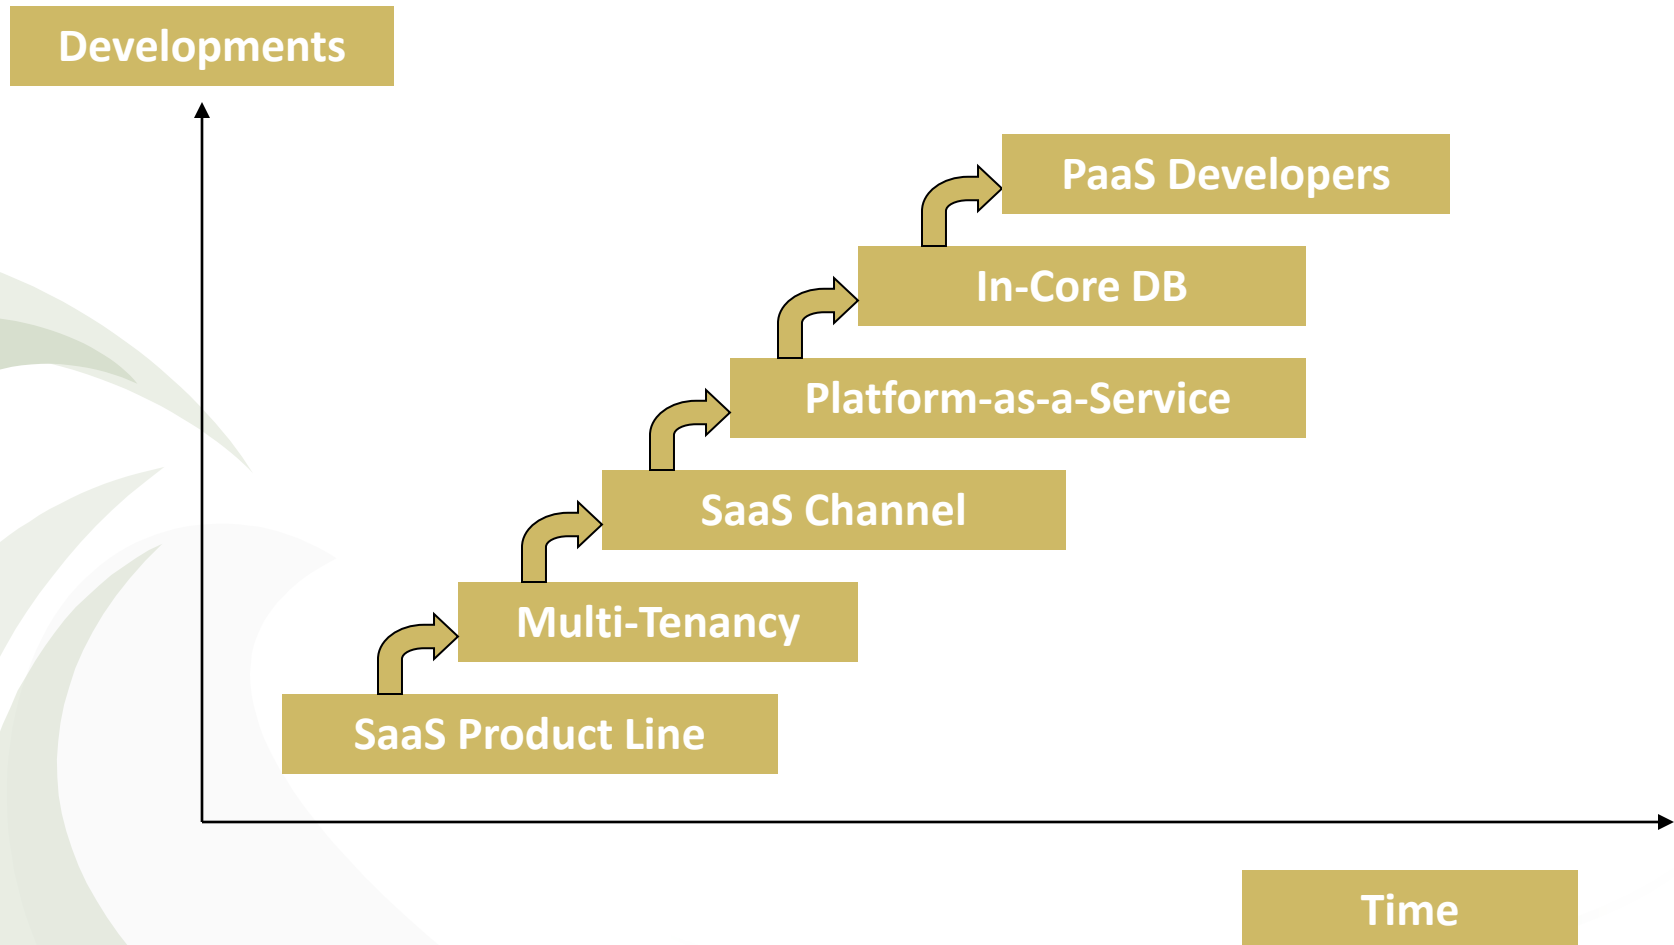 Developments
PaaS Developers
In-Core DB
Platform-as-a-Service
SaaS Channel
Multi-Tenancy
SaaS Product Line
Time